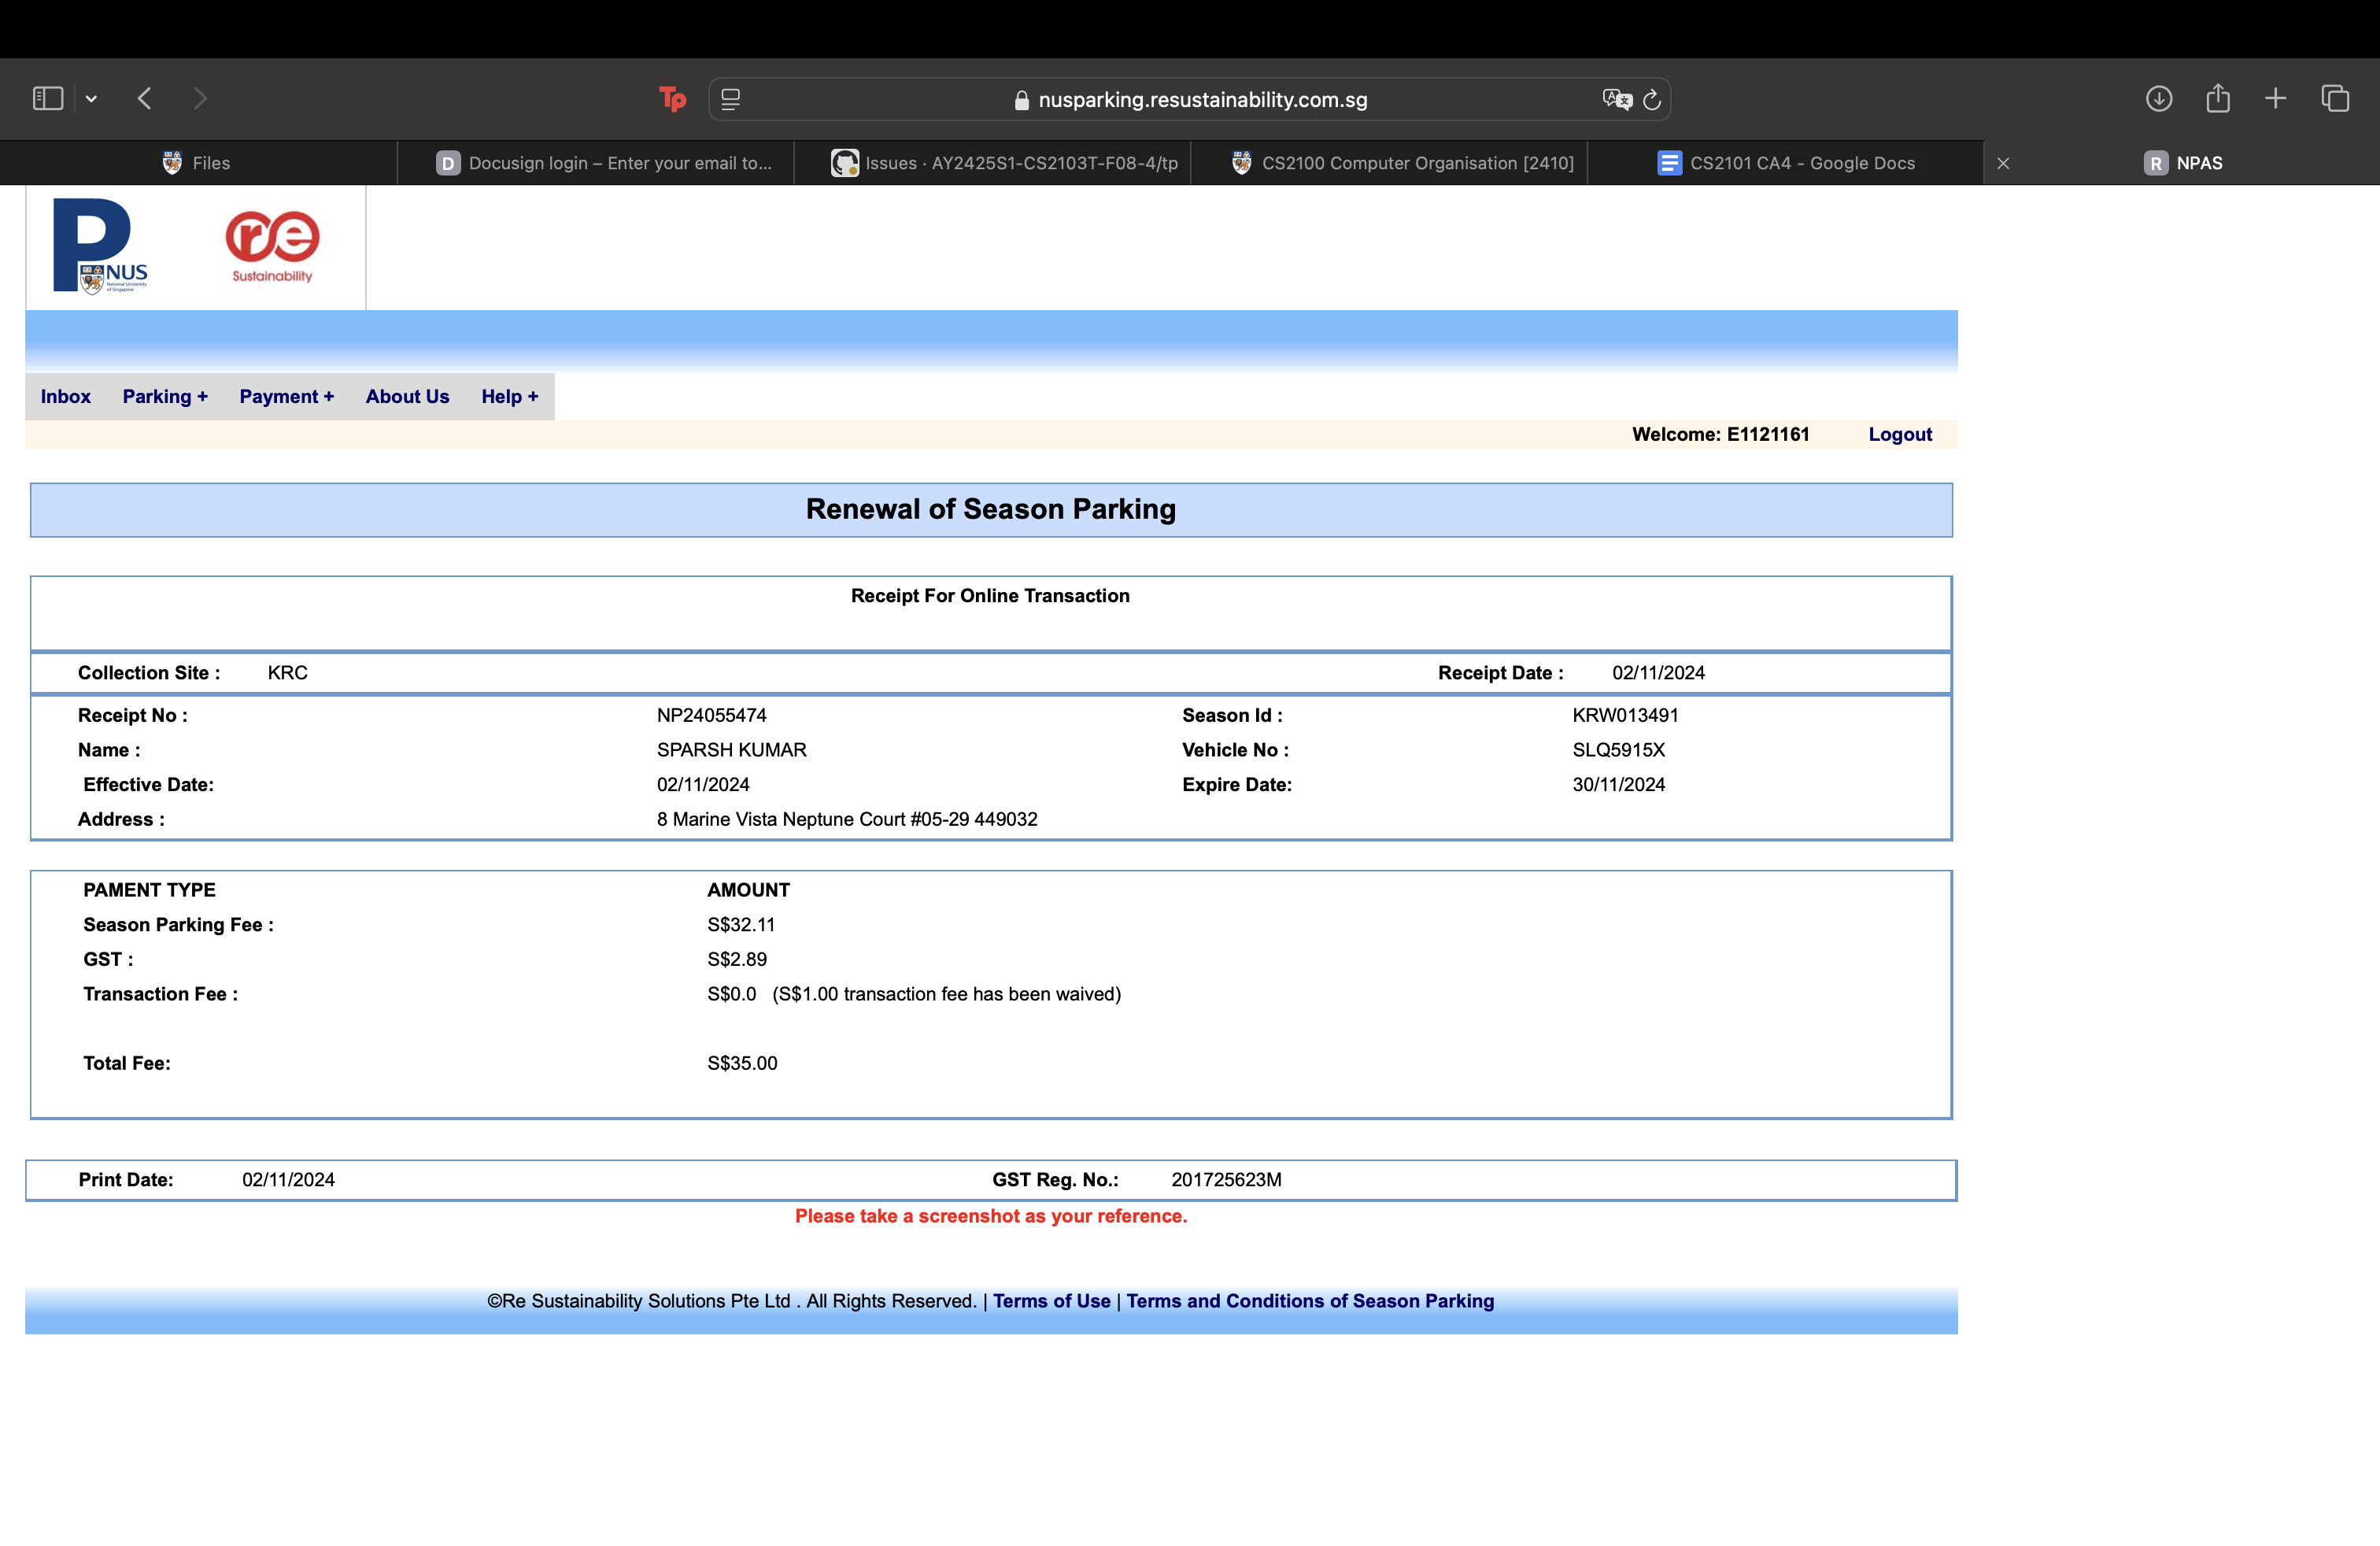 Tp
nusparking.resustainability.com.sg
Files
D Docusign login – Enter your email to...
Issues · AY2425S1-CS2103T-F08-4/tp
CS2100 Computer Organisation [2410]
CS2101 CA4 - Google Docs
R NPAS
P NUS
National University
of Singapore
re
Sustainability
Inbox Parking + Payment + About Us Help +
Welcome: E1121161 Logout
Renewal of Season Parking
Receipt For Online Transaction
Collection Site : KRC Receipt Date : 02/11/2024
Receipt No : NP24055474 Season Id : KRW013491
Name : SPARSH KUMAR Vehicle No : SLQ5915X
Effective Date: 02/11/2024 Expire Date: 30/11/2024
Address : 8 Marine Vista Neptune Court #05-29 449032
PAMENT TYPE AMOUNT
Season Parking Fee : S$32.11
GST : S$2.89
Transaction Fee : S$0.0 (S$1.00 transaction fee has been waived)
Total Fee: S$35.00
Print Date: 02/11/2024 GST Reg. No.: 201725623M
Please take a screenshot as your reference.
©Re Sustainability Solutions Pte Ltd . All Rights Reserved. | Terms of Use | Terms and Conditions of Season Parking